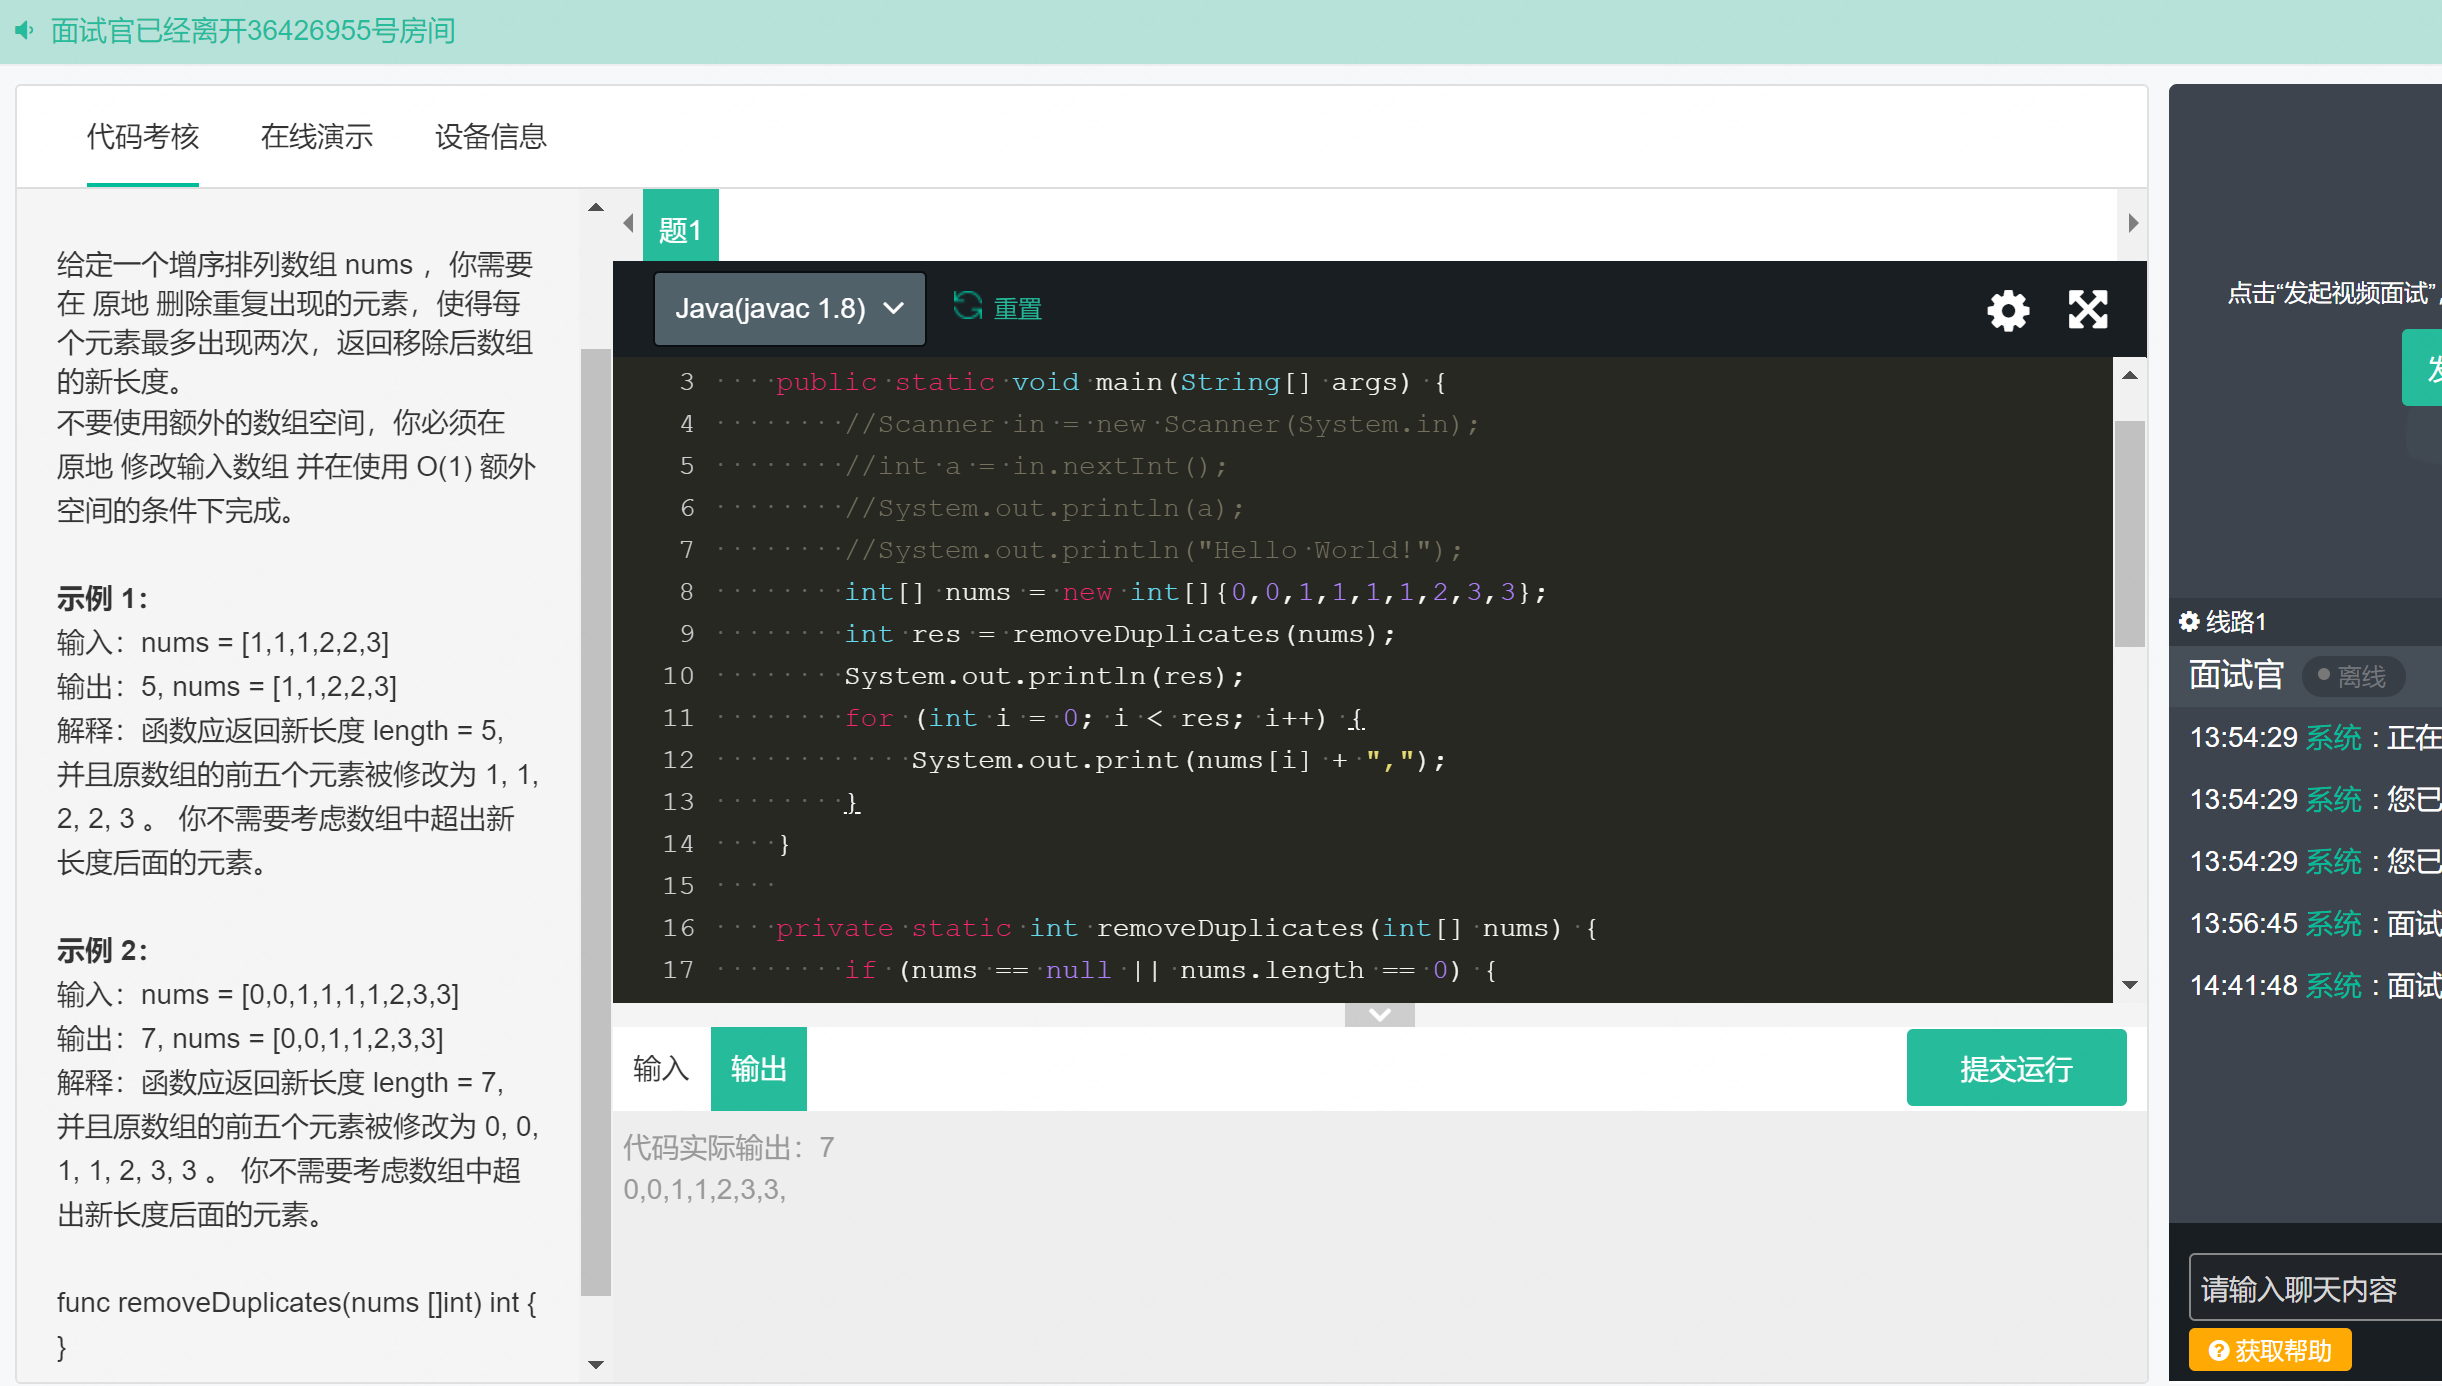 面试官已经离开36426955号房间
代码考核 在线演示 设备信息
给定一个增序排列数组 nums ，你需要
在 原地 删除重复出现的元素，使得每
个元素最多出现两次，返回移除后数组
的新长度。
不要使用额外的数组空间，你必须在
原地 修改输入数组 并在使用 O(1) 额外
空间的条件下完成。
示例 1：
输入：nums = [1,1,1,2,2,3]
输出：5, nums = [1,1,2,2,3]
解释：函数应返回新长度 length = 5,
并且原数组的前五个元素被修改为 1, 1,
2, 2, 3 。 你不需要考虑数组中超出新
长度后面的元素。
示例 2：
输入：nums = [0,0,1,1,1,1,2,3,3]
输出：7, nums = [0,0,1,1,2,3,3]
解释：函数应返回新长度 length = 7,
并且原数组的前五个元素被修改为 0, 0,
1, 1, 2, 3, 3 。 你不需要考虑数组中超
出新长度后面的元素。
func removeDuplicates(nums []int) int {
}
题1
Java(javac 1.8) 重置
3 public static void main(String[] args) {
4 //Scanner in = new Scanner(System.in);
5 //int a = in.nextInt();
6 //System.out.println(a);
7 //System.out.println("Hello World!");
8 int[] nums = new int[]{0,0,1,1,1,1,2,3,3};
9 int res = removeDuplicates(nums);
10 System.out.println(res);
11 for (int i = 0; i < res; i++) {
12 System.out.print(nums[i] + ",");
13 }
14 }
15
16 private static int removeDuplicates(int[] nums) {
17 if (nums == null || nums.length == 0) {
输入 输出 提交运行
代码实际输出：7
0,0,1,1,2,3,3,
点击“发起视频面试”,
线路1
面试官 离线
13:54:29 系统 : 正在
13:54:29 系统 : 您已
13:54:29 系统 : 您已
13:56:45 系统 : 面试
14:41:48 系统 : 面试
请输入聊天内容
获取帮助